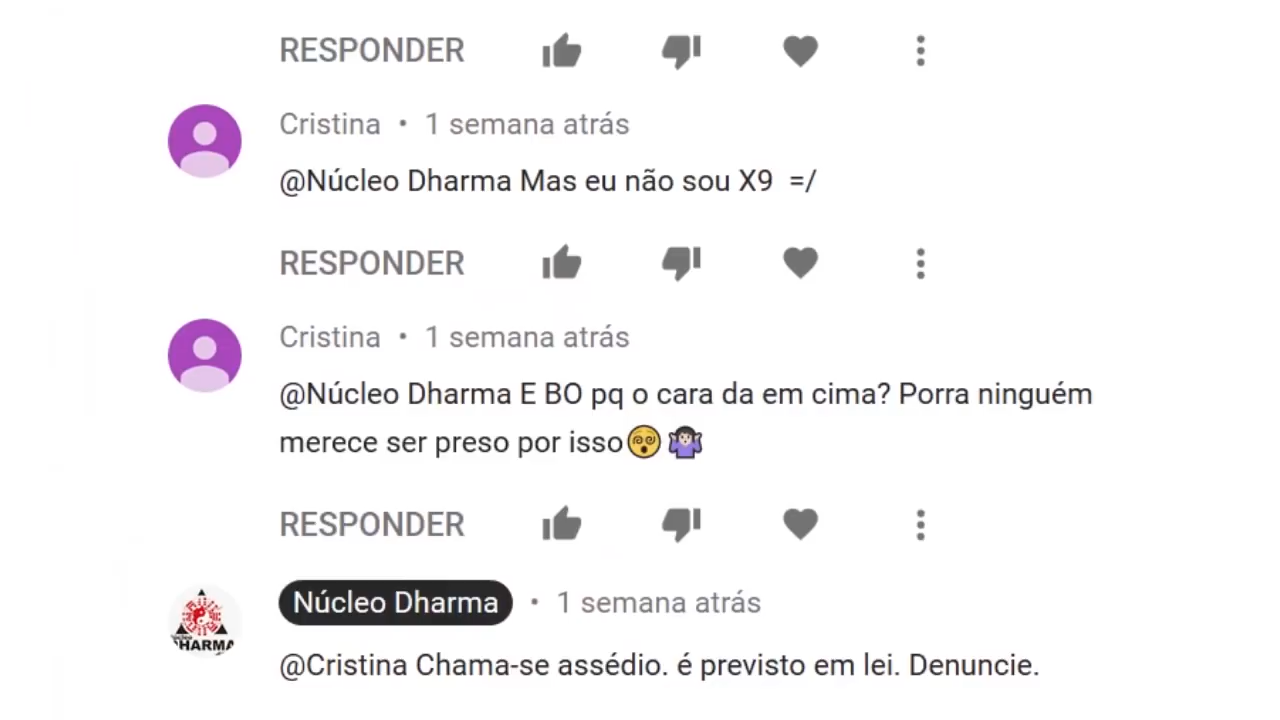 RESPONDER
Cristina • 1 semana atrás
@Núcleo Dharma Mas eu não sou X9 =/
RESPONDER
Cristina • 1 semana atrás
@Núcleo Dharma E BO pq o cara da em cima? Porra ninguém
merece ser preso por isso😵‍💫🤷🏻‍♀️
RESPONDER
Núcleo Dharma • 1 semana atrás
HARMA
@Cristina Chama-se assédio. é previsto em lei. Denuncie.